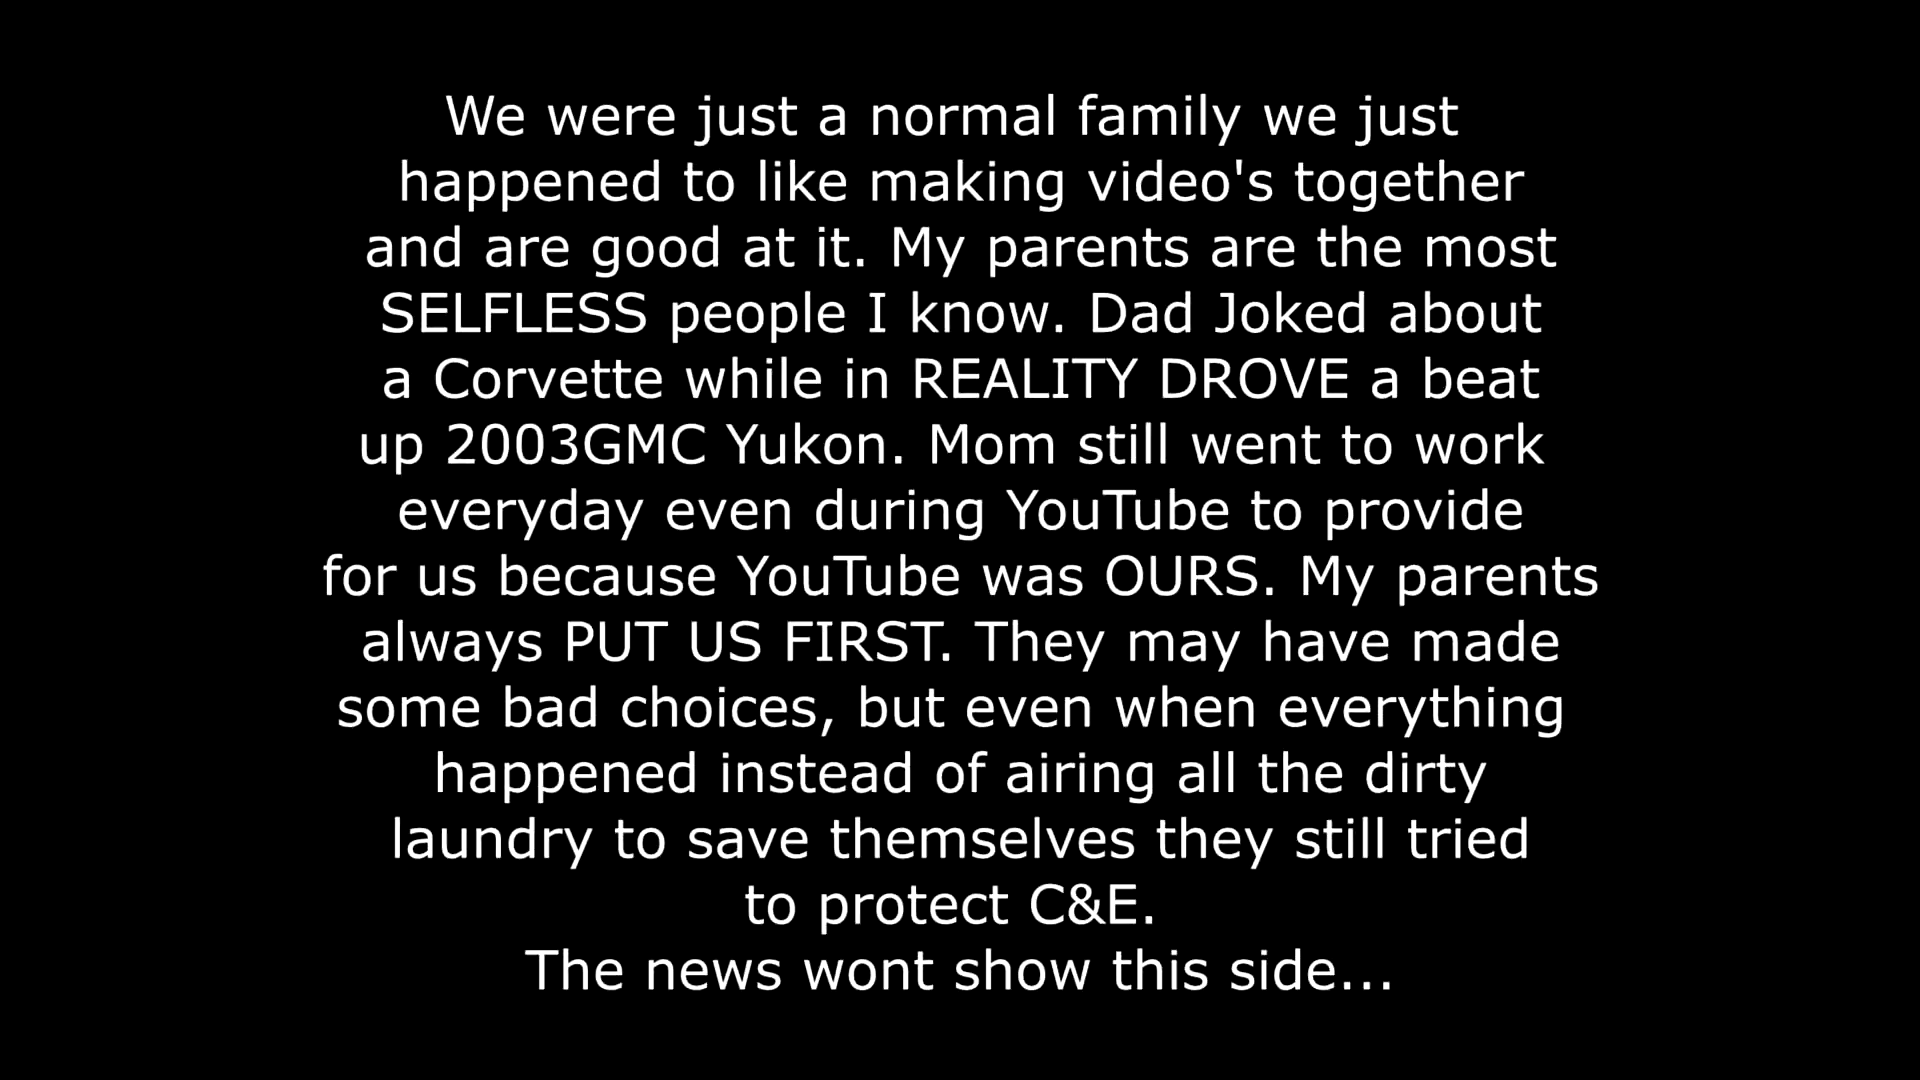 We were just a normal family we just
happened to like making video's together
and are good at it. My parents are the most
SELFLESS people I know. Dad Joked about
a Corvette while in REALITY DROVE a beat
up 2003GMC Yukon. Mom still went to work
everyday even during YouTube to provide
for us because YouTube was OURS. My parents
always PUT US FIRST. They may have made
some bad choices, but even when everything
happened instead of airing all the dirty
laundry to save themselves they still tried
to protect C&E.
The news wont show this side...